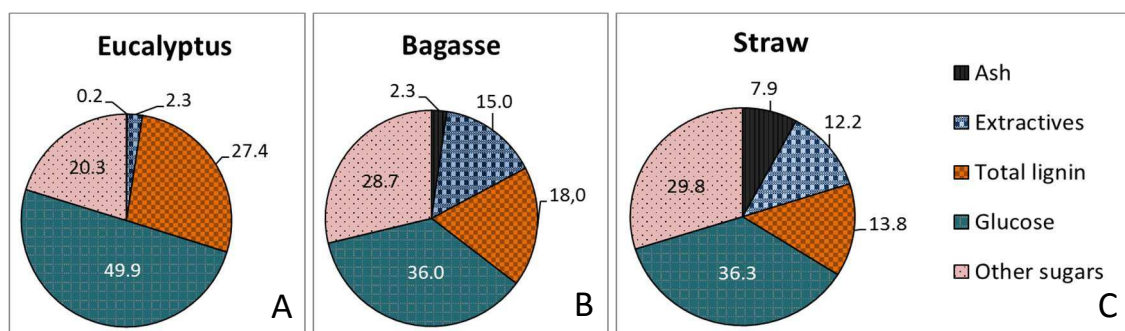 Eucalyptus
0.2
2.3
27.4
20.3
49.9
A
Bagasse
2.3
15.0
28.7
18,0
36.0
B
Straw
7.9
12.2
29.8
13.8
36.3
Ash
Extractives
Total lignin
Glucose
Other sugars
C